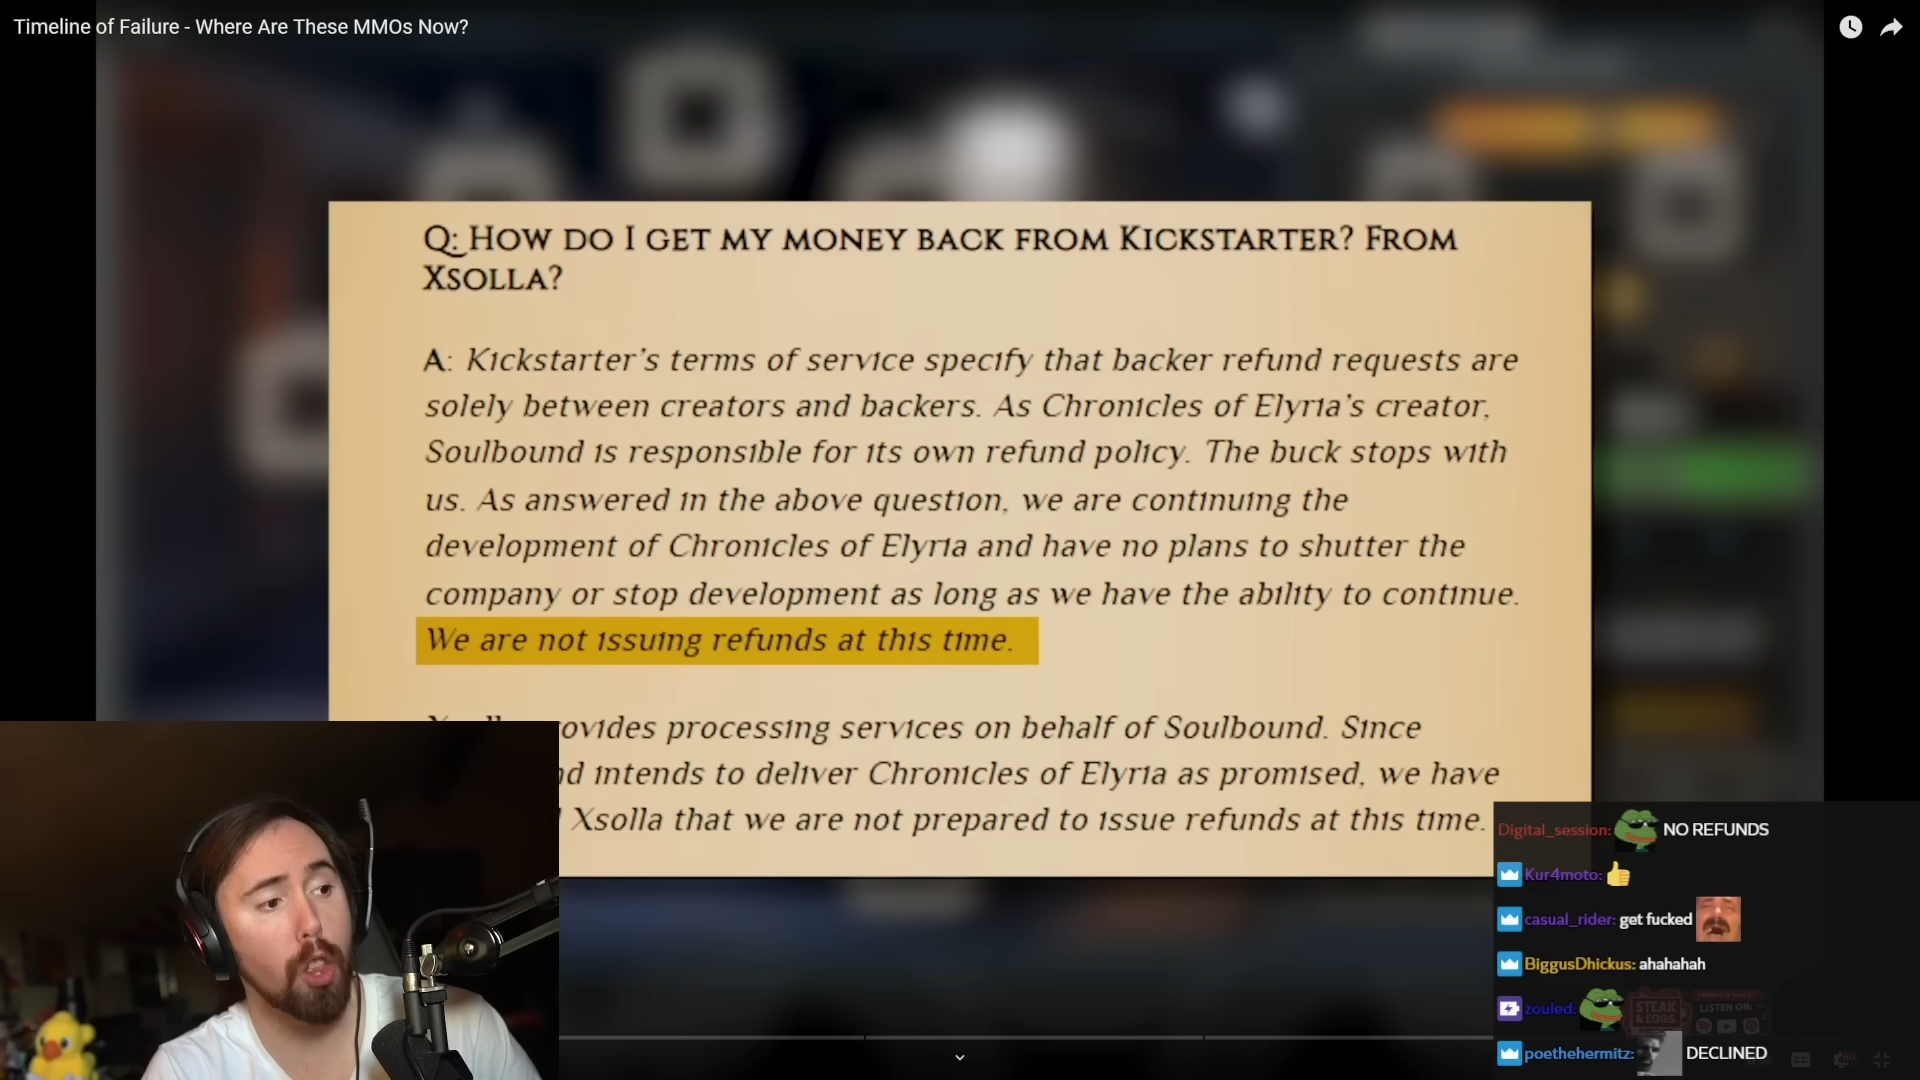 Timeline of Failure - Where Are These MMOs Now?
Q: How do I get my money back from Kickstarter? From
Xsolla?
A: Kickstarter's terms of service specify that backer refund requests are
solely between creators and backers. As Chronicles of Elyria's creator,
Soulbound is responsible for its own refund policy. The buck stops with
us. As answered in the above question, we are continuing the
development of Chronicles of Elyria and have no plans to shutter the
company or stop development as long as we have the ability to continue.
We are not issuing refunds at this time.
ovides processing services on behalf of Soulbound. Since
d intends to deliver Chronicles of Elyria as promised, we have
Xsolla that we are not prepared to issue refunds at this time.
Digital_session: NO REFUNDS
Kur4moto:
casual_rider: get fucked
BiggusDhickus: ahahahah
zouled: STEAK & EGGS LISTEN ON:
poethehermitz: DECLINED